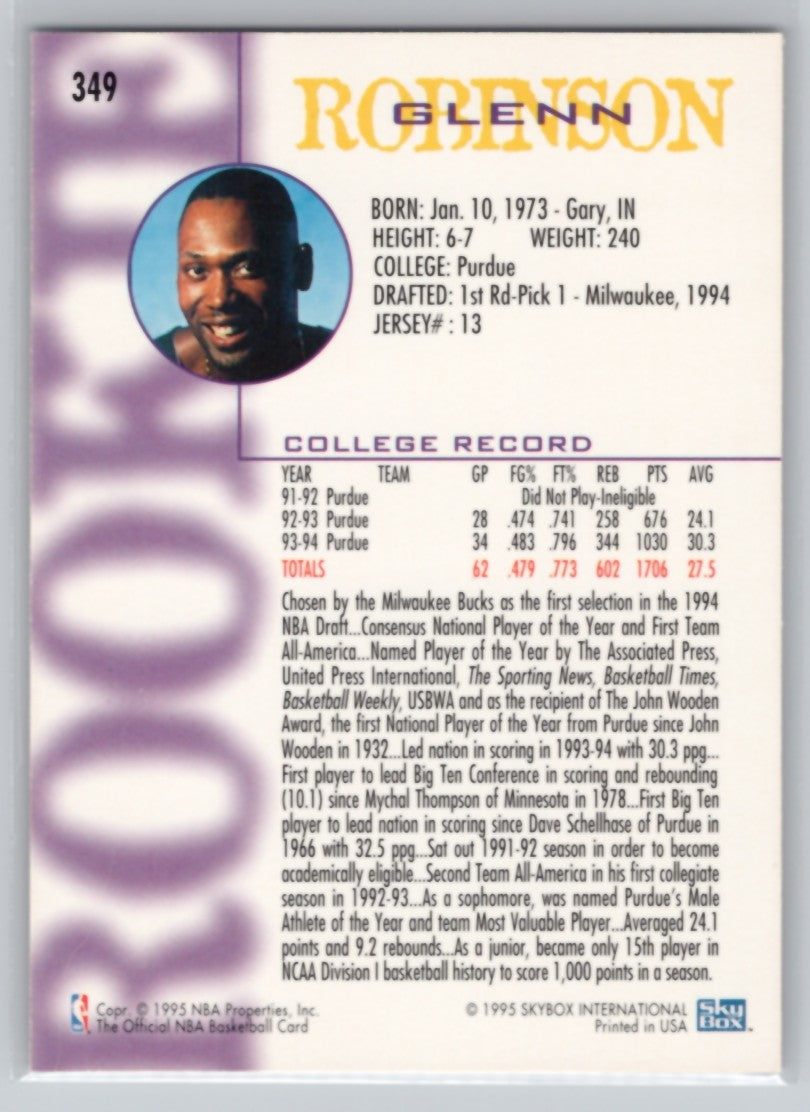 349
ROBINSON
GLENN
BORN: Jan. 10, 1973 - Gary, IN
HEIGHT: 6-7 WEIGHT: 240
COLLEGE: Purdue
DRAFTED: 1st Rd-Pick 1 - Milwaukee, 1994
JERSEY# : 13
ROOKIE
COLLEGE RECORD
YEAR TEAM GP FG% FT% REB PTS AVG
91-92 Purdue Did Not Play-Ineligible
92-93 Purdue 28 .474 .741 258 676 24.1
93-94 Purdue 34 .483 .796 344 1030 30.3
TOTALS 62 .479 .773 602 1706 27.5
Chosen by the Milwaukee Bucks as the first selection in the 1994
NBA Draft...Consensus National Player of the Year and First Team
All-America...Named Player of the Year by The Associated Press,
United Press International, The Sporting News, Basketball Times,
Basketball Weekly, USBWA and as the recipient of The John Wooden
Award, the first National Player of the Year from Purdue since John
Wooden in 1932...Led nation in scoring in 1993-94 with 30.3 ppg...
First player to lead Big Ten Conference in scoring and rebounding
(10.1) since Mychal Thompson of Minnesota in 1978...First Big Ten
player to lead nation in scoring since Dave Schellhase of Purdue in
1966 with 32.5 ppg...Sat out 1991-92 season in order to become
academically eligible...Second Team All-America in his first collegiate
season in 1992-93...As a sophomore, was named Purdue's Male
Athlete of the Year and team Most Valuable Player...Averaged 24.1
points and 9.2 rebounds...As a junior, became only 15th player in
NCAA Division I basketball history to score 1,000 points in a season.
Copr. © 1995 NBA Properties, Inc.
The Official NBA Basketball Card
© 1995 SKYBOX INTERNATIONAL
Printed in USA
SkyBox™